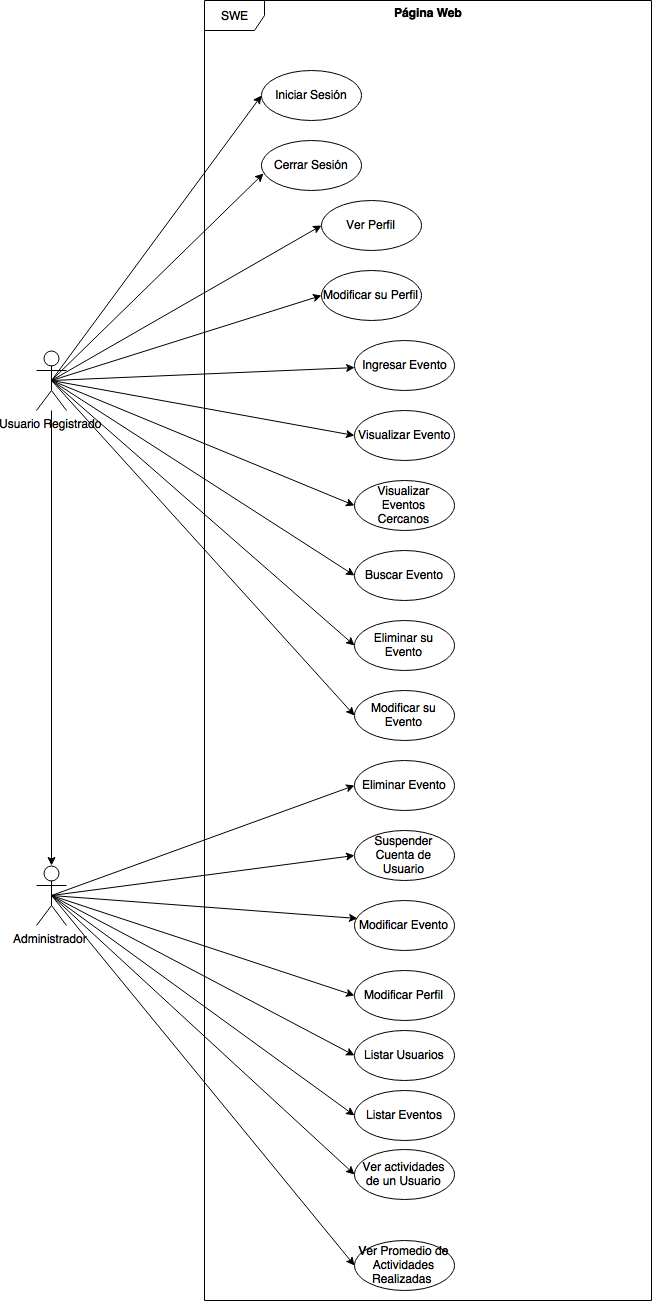 SWE
Página Web
Iniciar Sesión
Cerrar Sesión
Ver Perfil
Modificar su Perfil
Ingresar Evento
Usuario Registrado
Visualizar Evento
Visualizar
Eventos
Cercanos
Buscar Evento
Eliminar su
Evento
Modificar su
Evento
Eliminar Evento
Suspender
Cuenta de
Usuario
Modificar Evento
Administrador
Modificar Perfil
Listar Usuarios
Listar Eventos
Ver actividades
de un Usuario
Ver Promedio de
Actividades
Realizadas